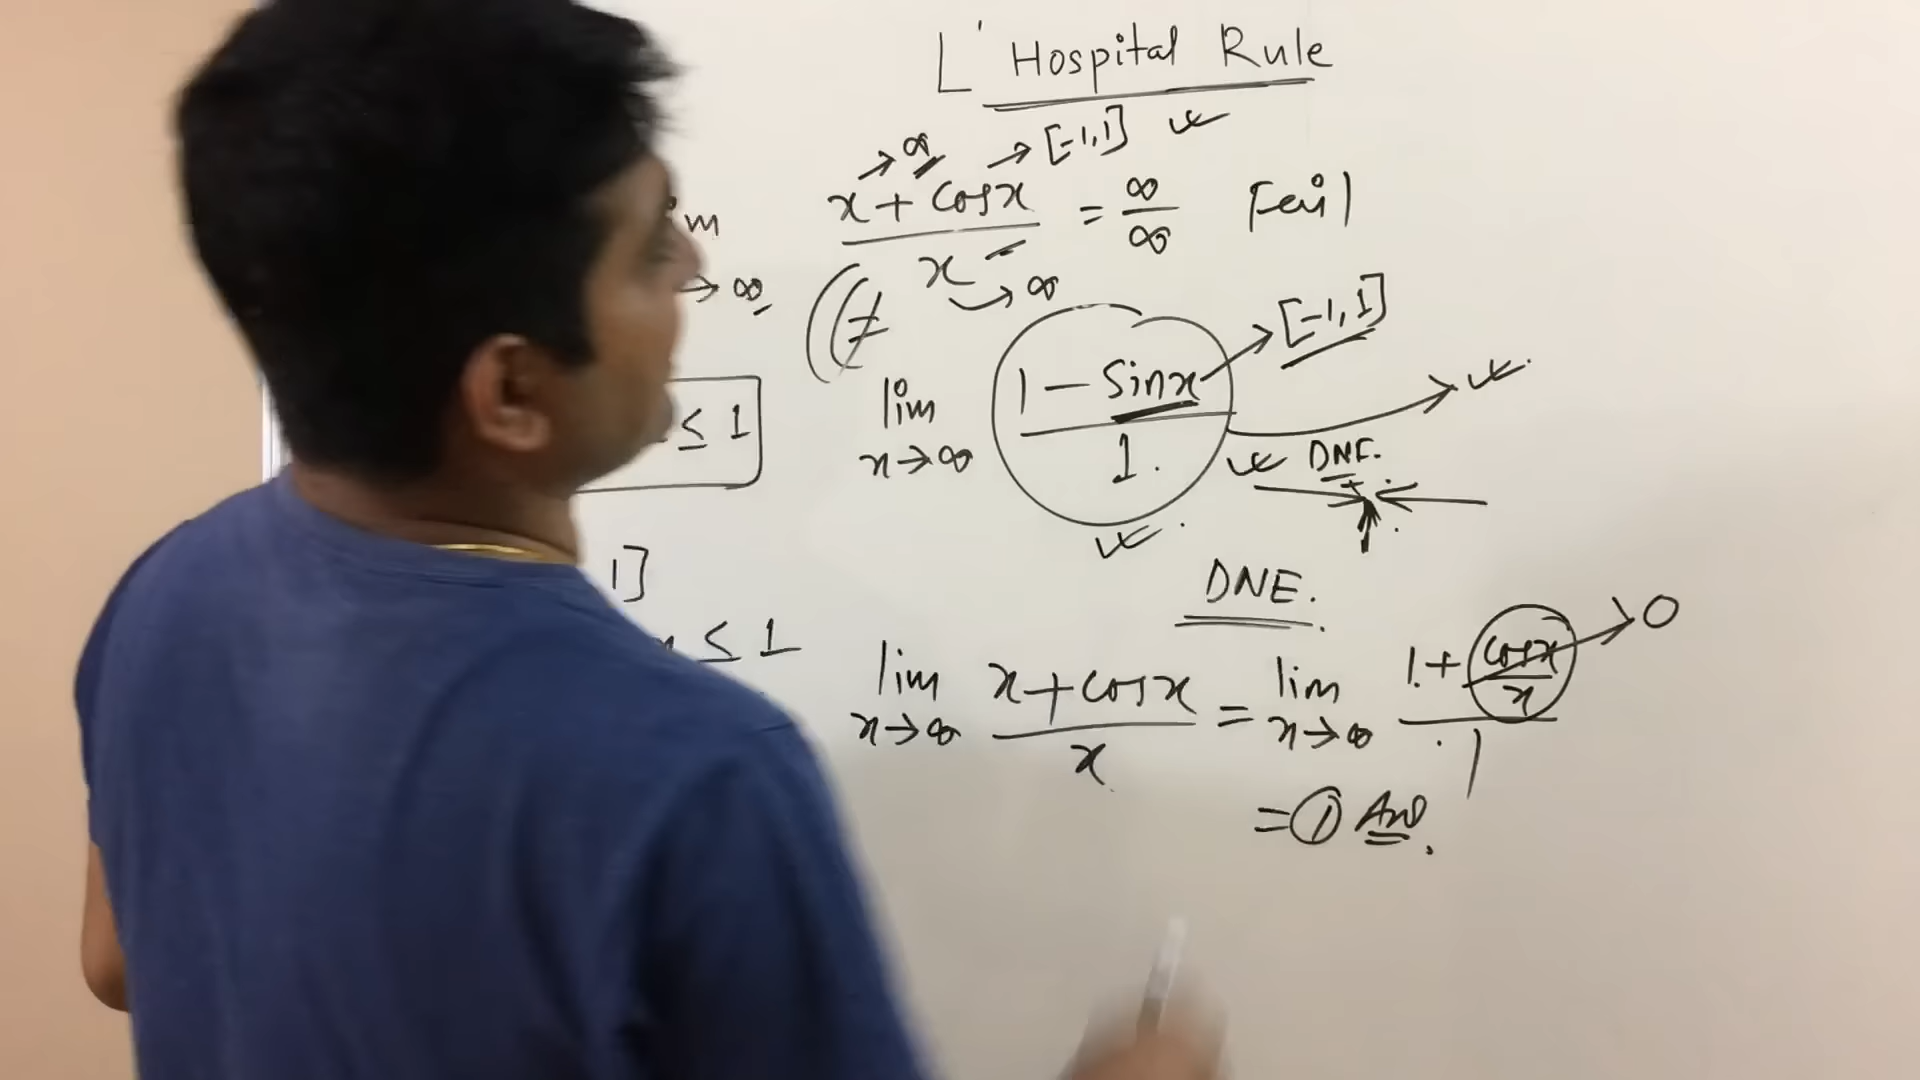 L' Hospital Rule
→ ∞ → [-1,1]
x + cosx = ∞/∞ Fail
x → ∞
→ ∞
≠
lim x→∞ (1 - sinx)/1. → [-1,1]
≤ 1
DNE.
1]
DNE.
≤ 1
lim x→∞ (x+cosx)/x = lim x→∞ (1+cosx/x)/1 → 0
= 1 Ans.